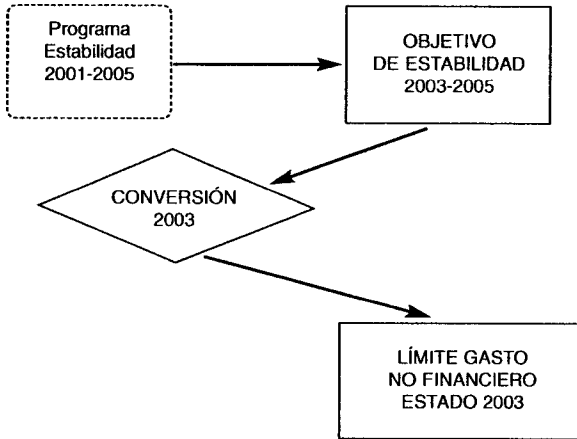 Programa
Estabilidad
2001-2005
OBJETIVO
DE ESTABILIDAD
2003-2005
CONVERSIÓN
2003
LÍMITE GASTO
NO FINANCIERO
ESTADO 2003